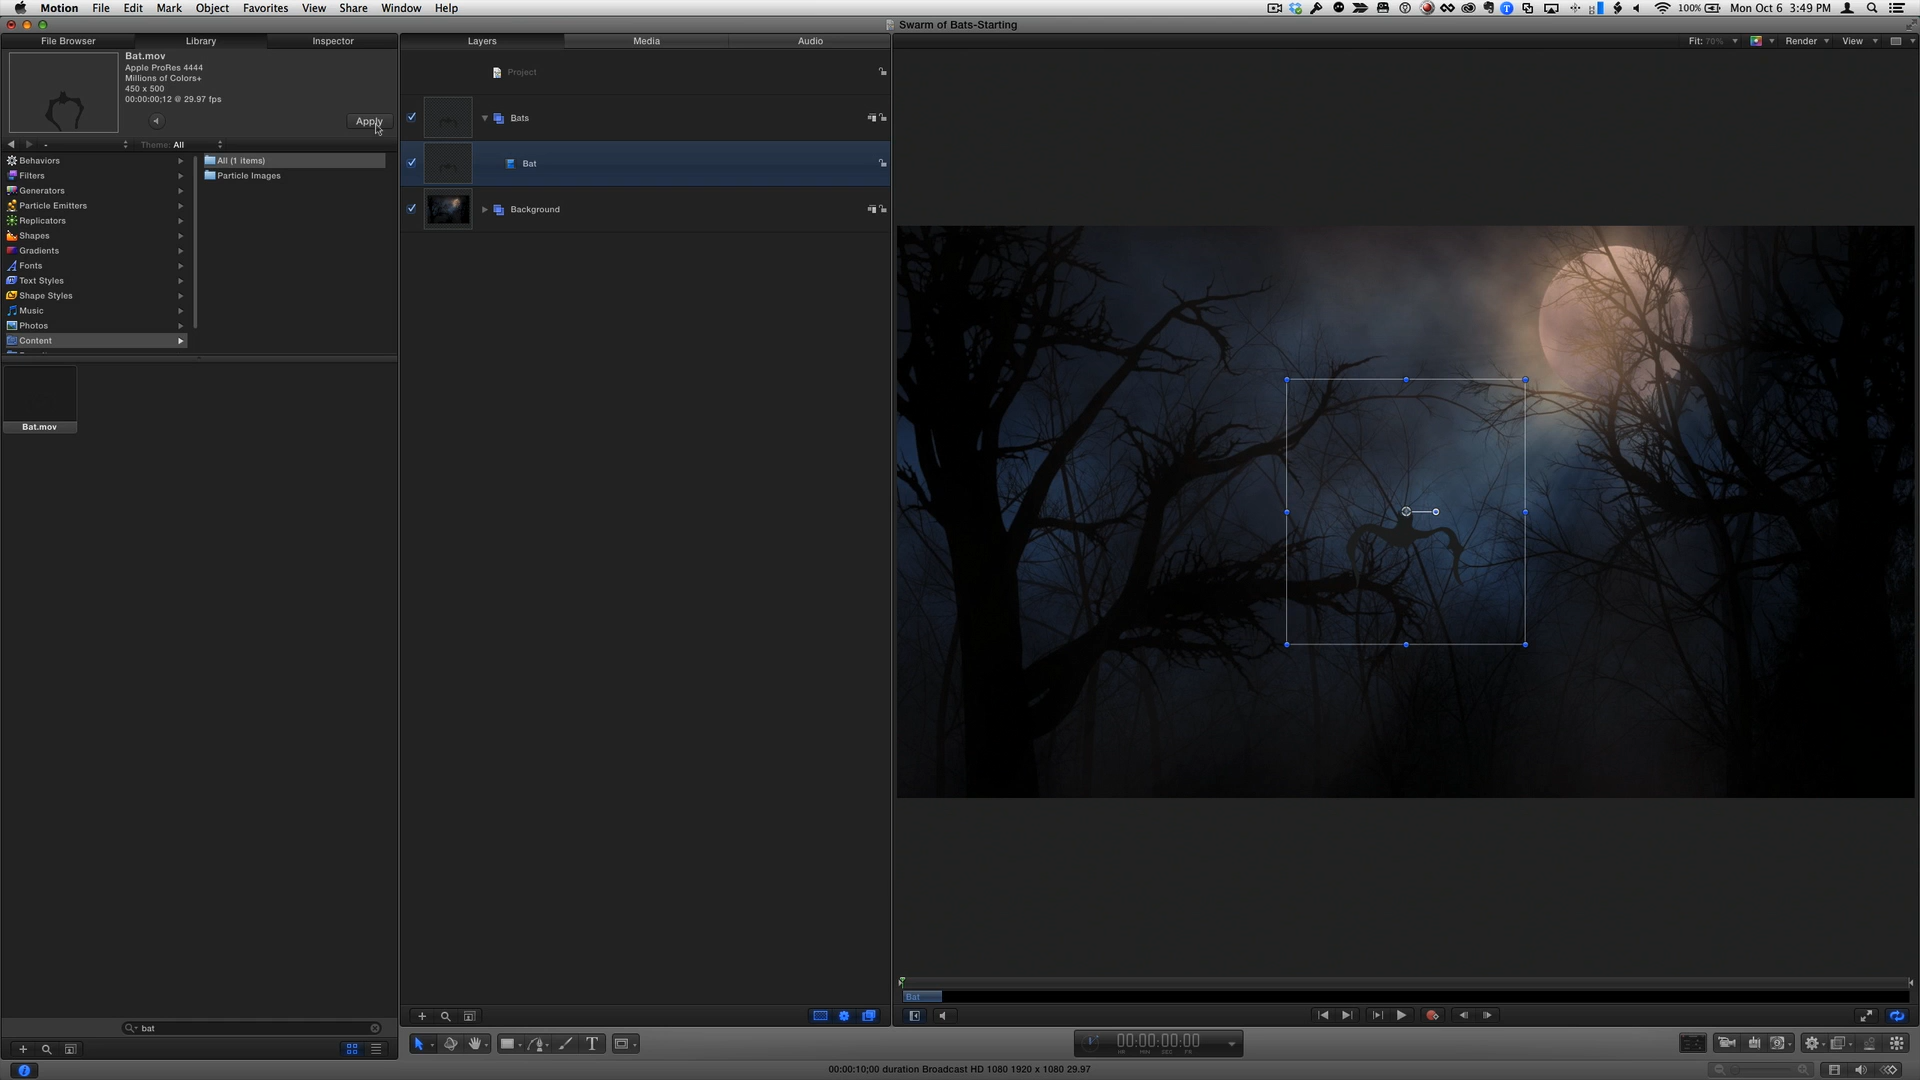 Motion File Edit Mark Object Favorites View Share Window Help
100% Mon Oct 6 3:49 PM
Swarm of Bats-Starting
File Browser Library Inspector
Layers Media Audio
Fit: 70% Render View
Bat.mov
Apple ProRes 4444
Millions of Colors+
450 x 500
00:00:00;12 @ 29.97 fps
Apply
- Theme: All
Behaviors
Filters
Generators
Particle Emitters
Replicators
Shapes
Gradients
Fonts
Text Styles
Shape Styles
Music
Photos
Content
All (1 items)
Particle Images
Bat.mov
Project
Bats
Bat
Background
Bat
bat
T
00:00:00:00
HR MIN SEC FR
00:00:10;00 duration Broadcast HD 1080 1920 x 1080 29.97